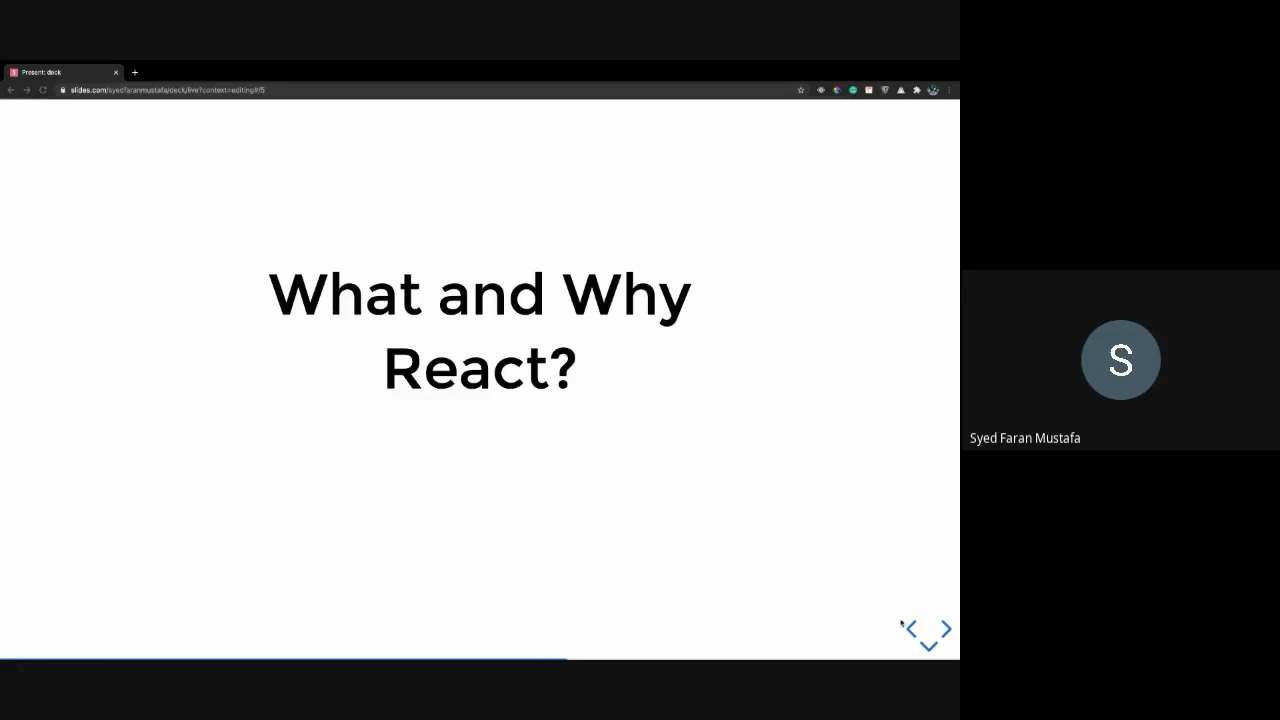 Present: deck
slides.com/syedfaranmustafa/deck/live?context=editing#/5
What and Why
React?
S
Syed Faran Mustafa